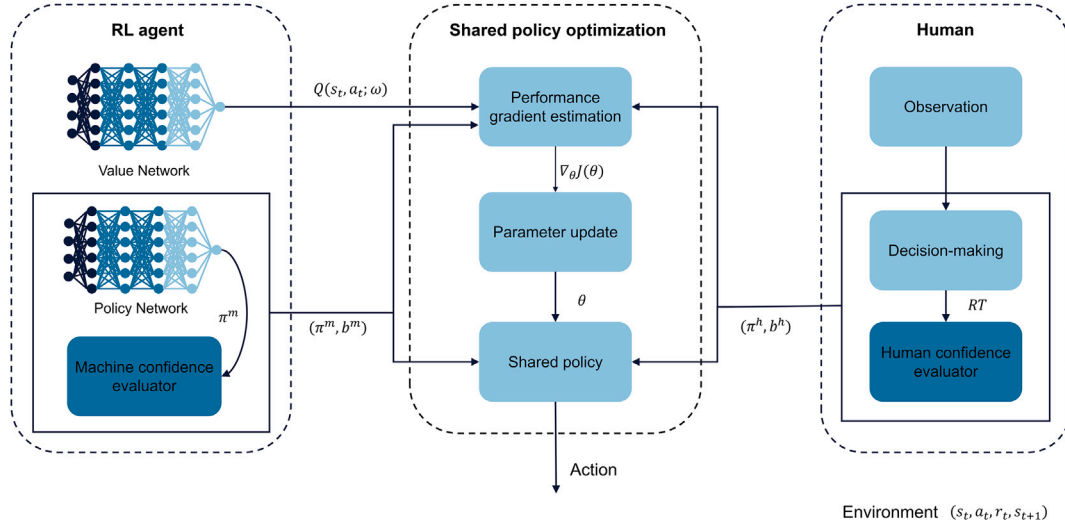 RL agent
Shared policy optimization
Human
Q(s_t, a_t; ω)
Performance
gradient estimation
Observation
Value Network
∇_θJ(θ)
Parameter update
Decision-making
Policy Network
π^m
(π^m, b^m)
θ
(π^h, b^h)
RT
Machine confidence
evaluator
Shared policy
Human confidence
evaluator
Action
Environment (s_t, a_t, r_t, s_{t+1})